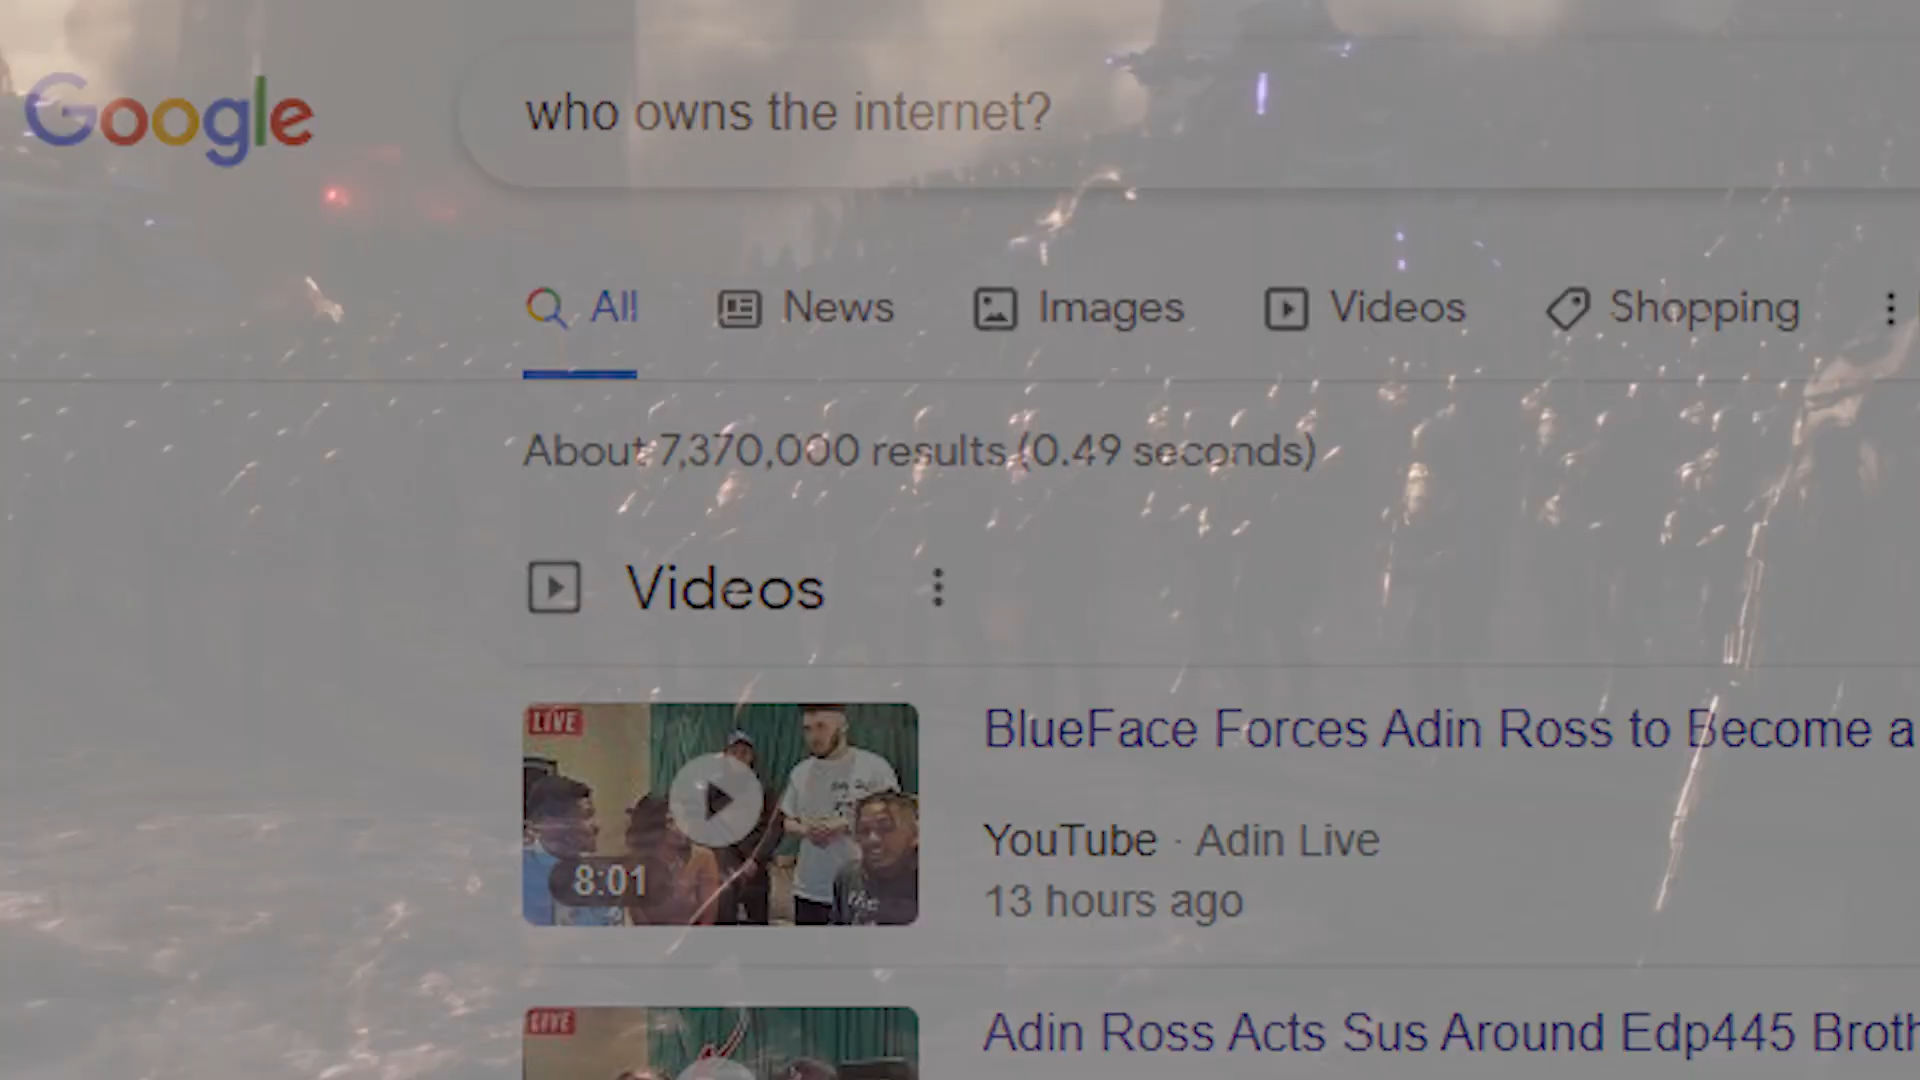 Google
who owns the internet?
All News Images Videos Shopping
About 7,370,000 results (0.49 seconds)
Videos
LIVE
8:01
BlueFace Forces Adin Ross to Become a
YouTube · Adin Live
13 hours ago
LIVE
Adin Ross Acts Sus Around Edp445 Broth